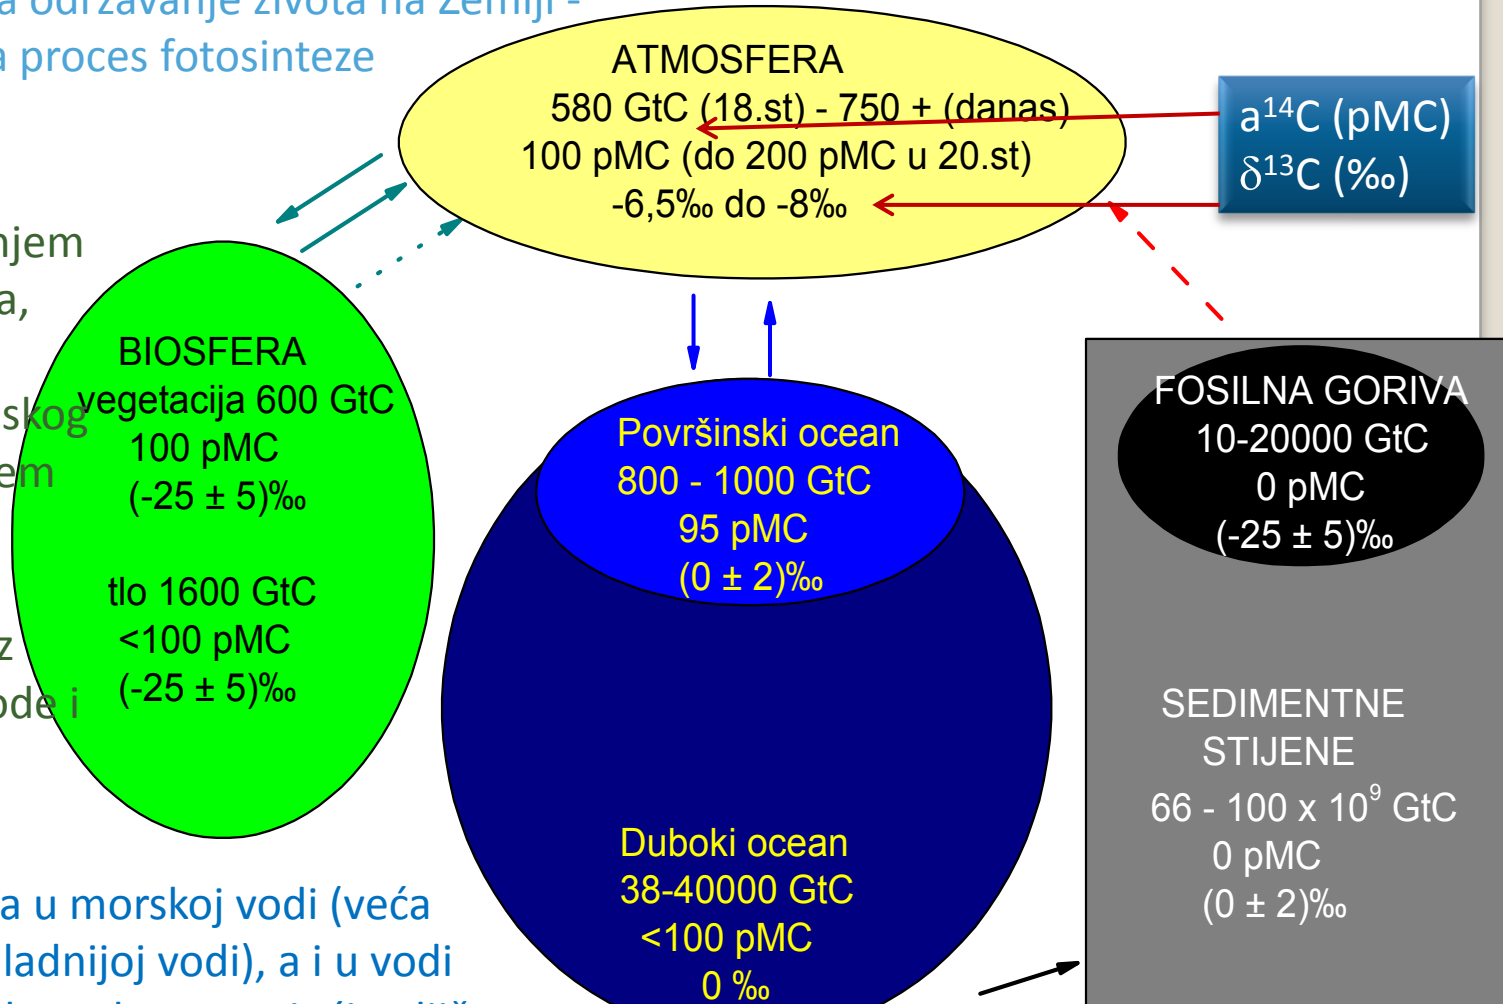 a održavanje života na Zemlji -
a proces fotosinteze
ATMOSFERA
580 GtC (18.st) - 750 + (danas)
100 pMC (do 200 pMC u 20.st)
-6,5‰ do -8‰
a¹⁴C (pMC)
δ¹³C (‰)
njem
a,
skog
em
z
ode i
BIOSFERA
vegetacija 600 GtC
100 pMC
(-25 ± 5)‰
tlo 1600 GtC
<100 pMC
(-25 ± 5)‰
Površinski ocean
800 - 1000 GtC
95 pMC
(0 ± 2)‰
Duboki ocean
38-40000 GtC
<100 pMC
0 ‰
FOSILNA GORIVA
10-20000 GtC
0 pMC
(-25 ± 5)‰
SEDIMENTNE
STIJENE
66 - 100 x 10⁹ GtC
0 pMC
(0 ± 2)‰
a u morskoj vodi (veća
ladnijoj vodi), a i u vodi